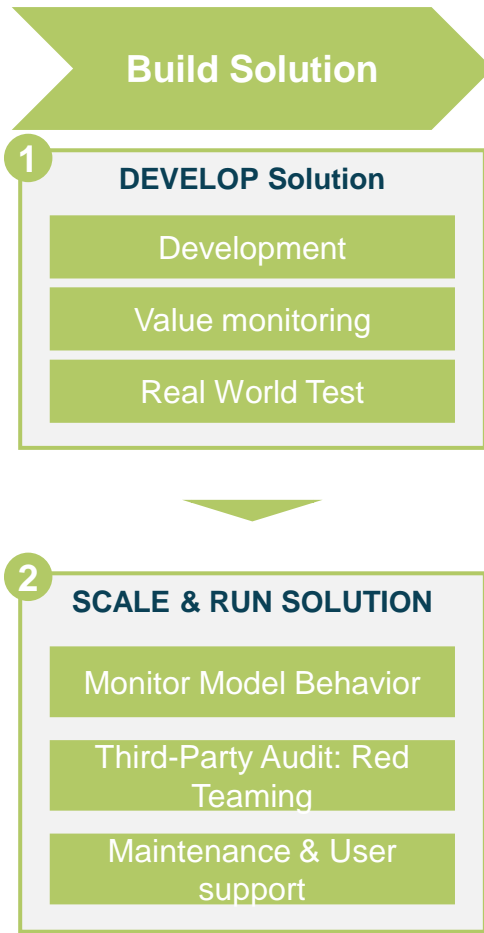 Build Solution
1
DEVELOP Solution
Development
Value monitoring
Real World Test
2
SCALE & RUN SOLUTION
Monitor Model Behavior
Third-Party Audit: Red
Teaming
Maintenance & User
support